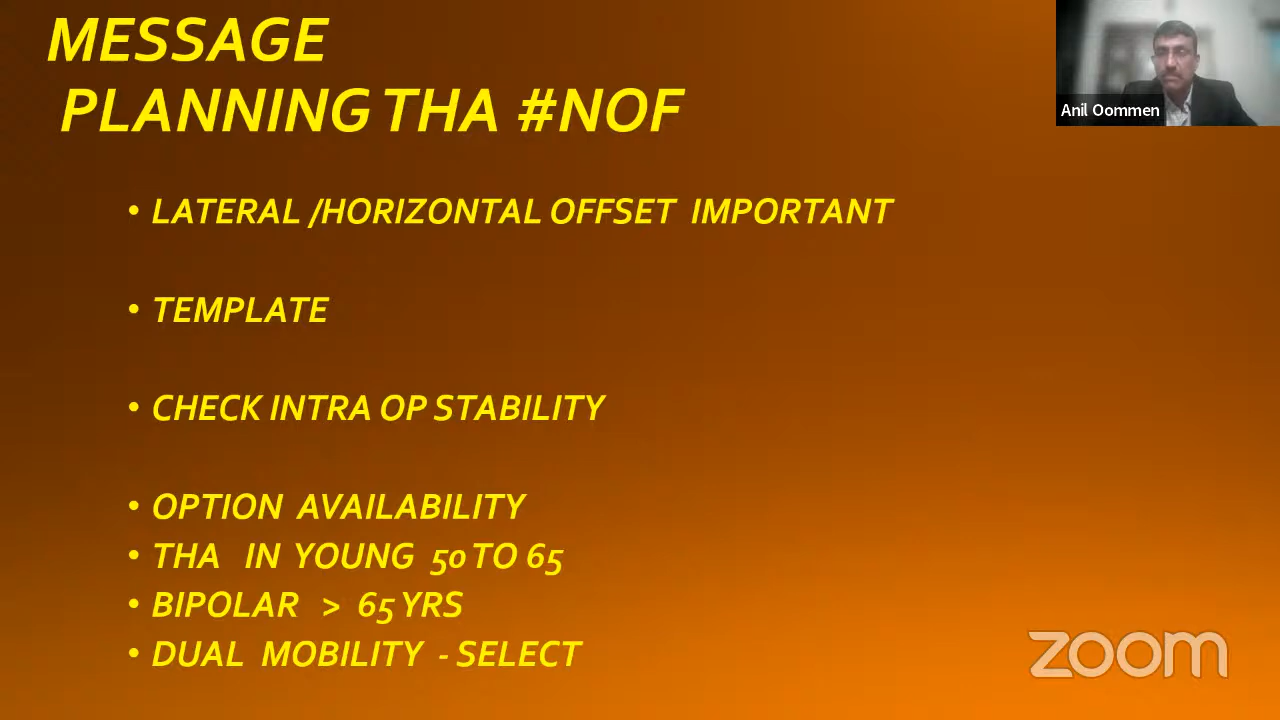 MESSAGE
PLANNING THA #NOF
Anil Oommen
• LATERAL /HORIZONTAL OFFSET IMPORTANT
• TEMPLATE
• CHECK INTRA OP STABILITY
• OPTION AVAILABILITY
• THA IN YOUNG 50 TO 65
• BIPOLAR > 65 YRS
• DUAL MOBILITY - SELECT
zoom